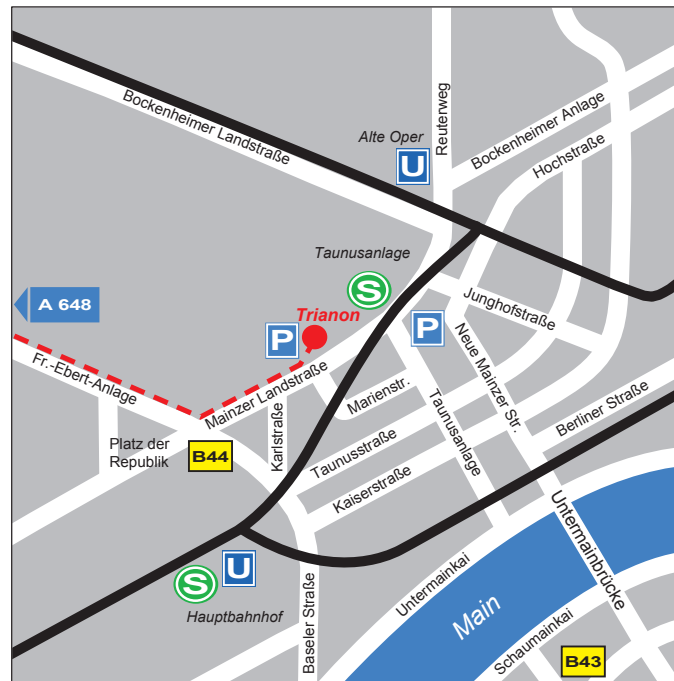 Bockenheimer Landstraße
Alte Oper
U
Reuterweg
Bockenheimer Anlage
Hochstraße
Taunusanlage
S
A 648
Trianon
P
P
Junghofstraße
Fr.-Ebert-Anlage
Mainzer Landstraße
Marienstr.
Neue Mainzer Str.
Karlstraße
Taunusanlage
Berliner Straße
Platz der
Republik
B44
Taunusstraße
Kaiserstraße
Untermainbrücke
S
U
Hauptbahnhof
Baseler Straße
Untermainkai
Main
Schaumainkai
B43